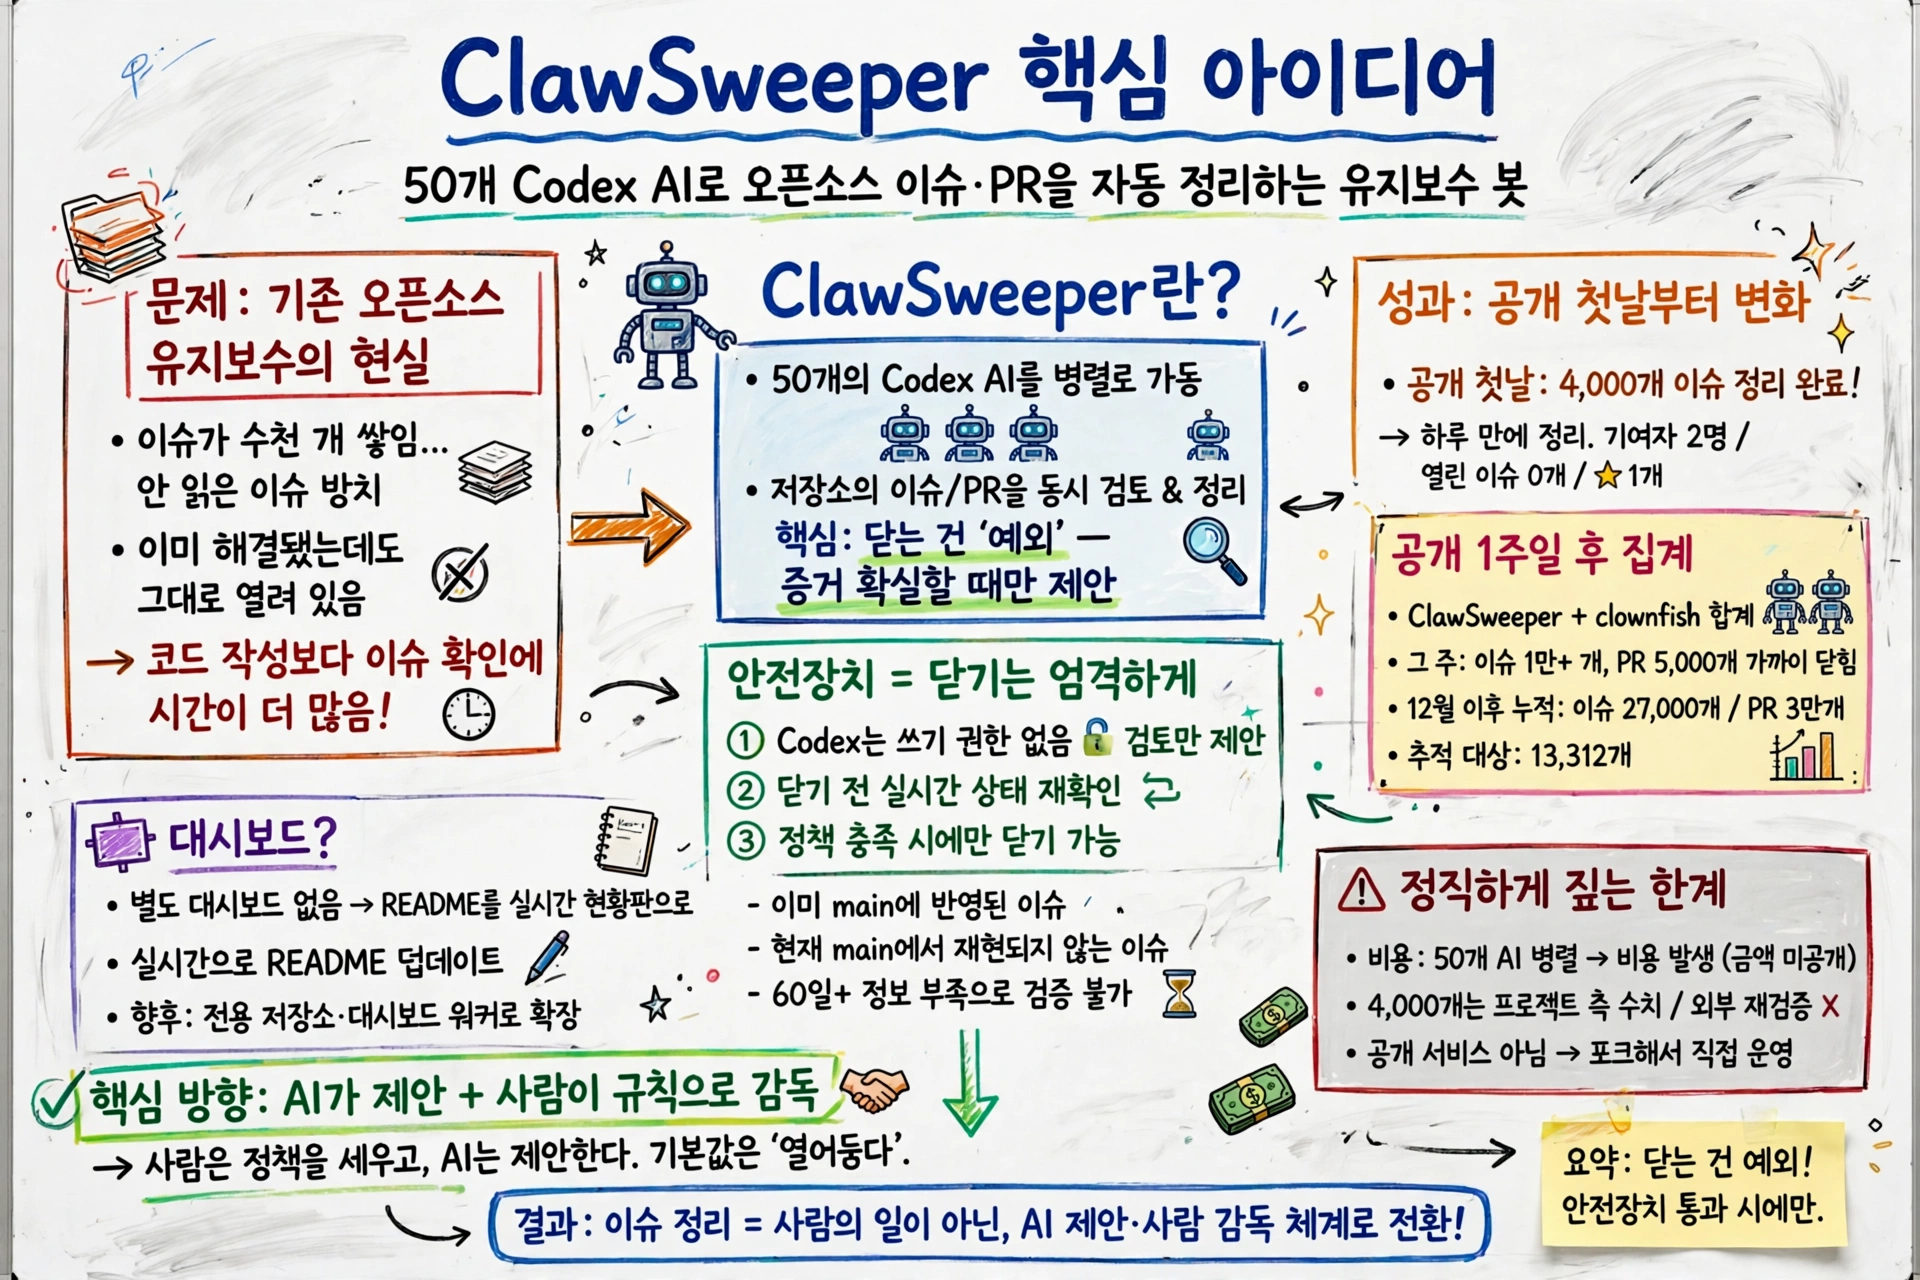 ClawSweeper 핵심 아이디어
50개 Codex AI로 오픈소스 이슈·PR을 자동 정리하는 유지보수 봇
문제: 기존 오픈소스
유지보수의 현실
• 이슈가 수천 개 쌓임...
안 읽은 이슈 방치
• 이미 해결됐는데도
그대로 열려 있음
→ 코드 작성보다 이슈 확인에
시간이 더 많음!
ClawSweeper란?
• 50개의 Codex AI를 병렬로 가동
• 저장소의 이슈/PR을 동시 검토 & 정리
핵심: 닫는 건 ‘예외’ —
증거 확실할 때만 제안
안전장치 = 닫기는 엄격하게
① Codex는 쓰기 권한 없음 🔓 검토만 제안
② 닫기 전 실시간 상태 재확인
③ 정책 충족 시에만 닫기 가능
- 이미 main에 반영된 이슈
- 현재 main에서 재현되지 않는 이슈
- 60일+ 정보 부족으로 검증 불가
성과: 공개 첫날부터 변화
• 공개 첫날: 4,000개 이슈 정리 완료!
→ 하루 만에 정리. 기여자 2명 /
열린 이슈 0개 / ⭐ 1개
공개 1주일 후 집계
• ClawSweeper + clownfish 합계
• 그 주: 이슈 1만+ 개, PR 5,000개 가까이 닫힘
• 12월 이후 누적: 이슈 27,000개 / PR 3만개
• 추적 대상: 13,312개
대시보드?
• 별도 대시보드 없음 → README를 실시간 현황판으로
• 실시간으로 README 덥데이트
• 향후: 전용 저장소·대시보드 워커로 확장
정직하게 짚는 한계
• 비용: 50개 AI 병렬 → 비용 발생 (금액 미공개)
• 4,000개는 프로젝트 측 수치 / 외부 재검증 X
• 공개 서비스 아님 → 포크해서 직접 운영
핵심 방향: AI가 제안 + 사람이 규칙으로 감독
→ 사람은 정책을 세우고, AI는 제안한다. 기본값은 ‘열어둥다’.
결과: 이슈 정리 = 사람의 일이 아닌, AI 제안·사람 감독 체계로 전환!
요약: 닫는 건 예외!
안전장치 통과 시에만.